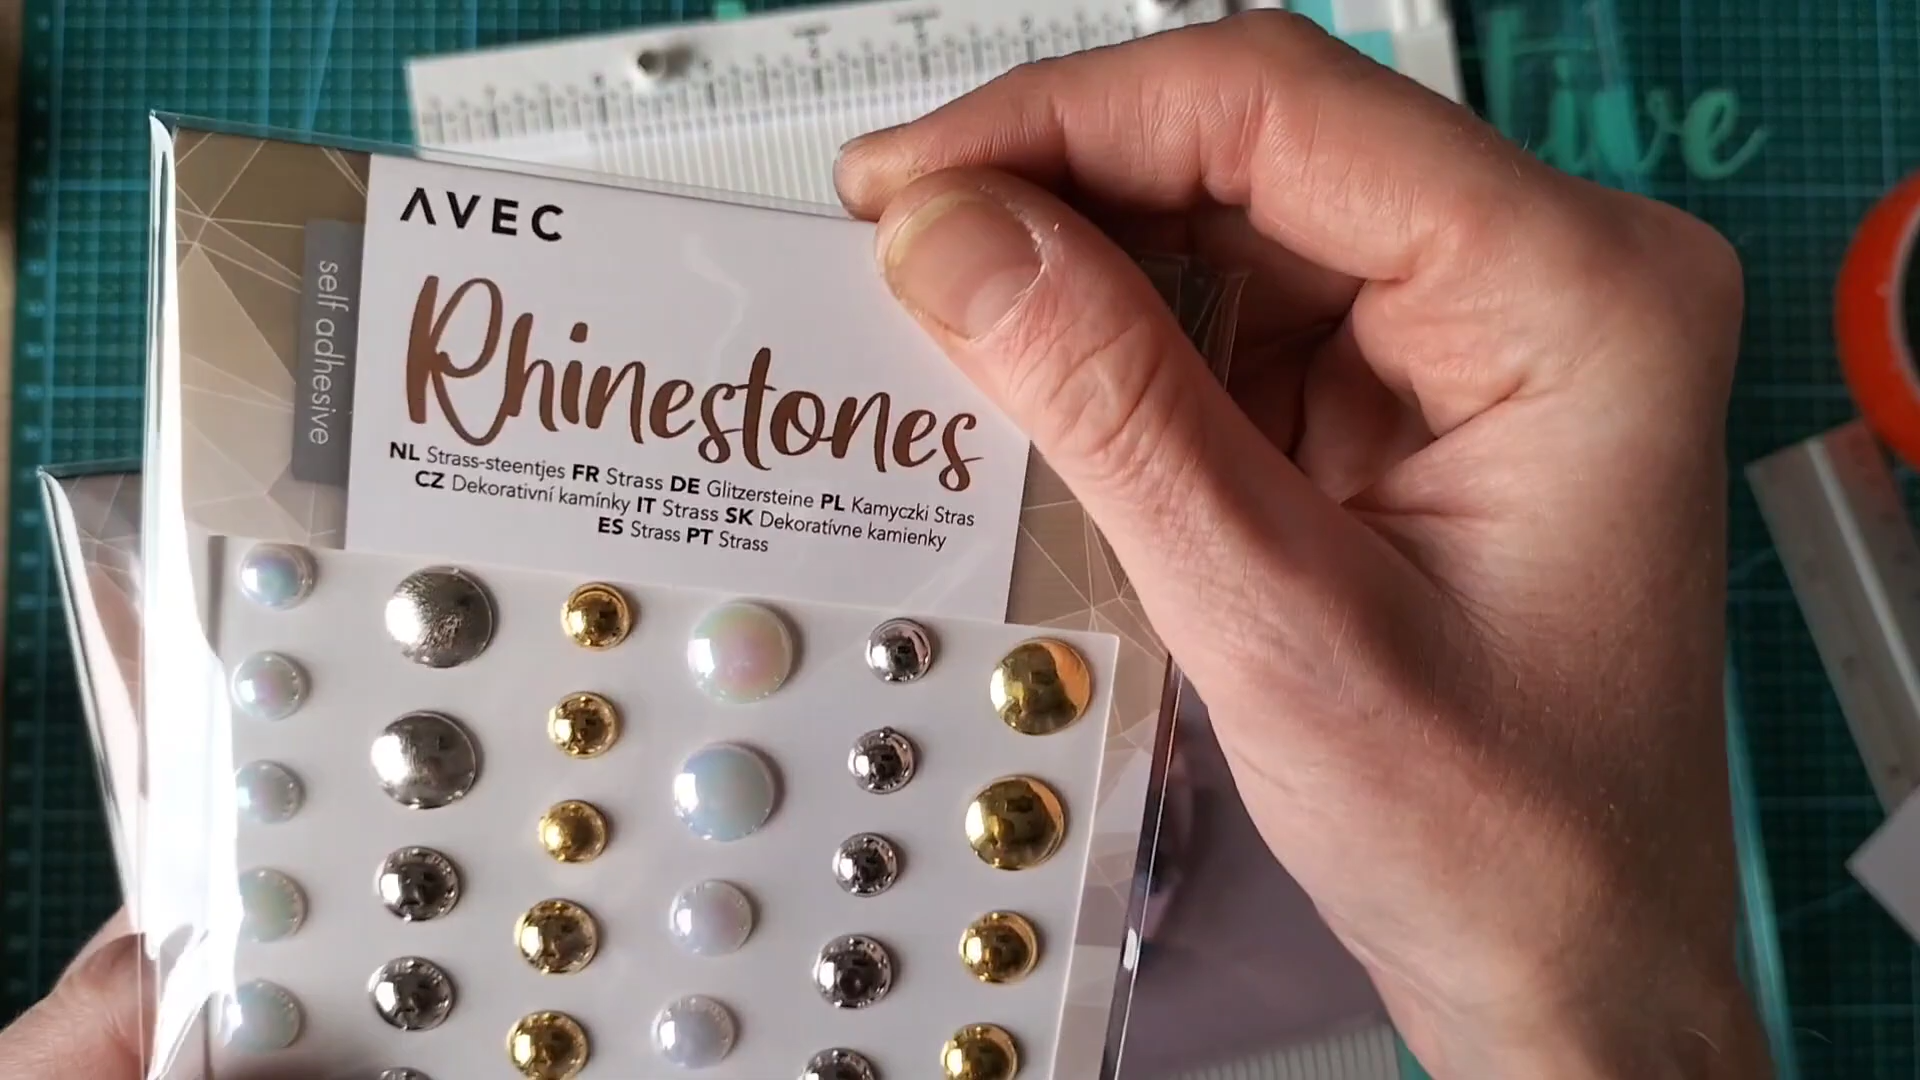 AVEC
self adhesive
Rhinestones
NL Strass-steentjes FR Strass DE Glitzersteine PL Kamyczki Stras
CZ Dekorativní kamínky IT Strass SK Dekoratívne kamienky
ES Strass PT Strass